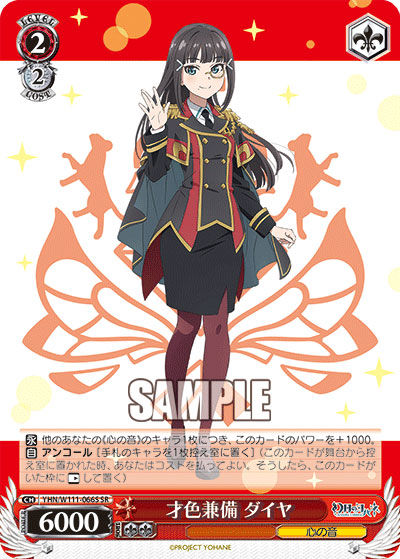 LEVEL
2
2
COST
SAMPLE
永 他のあなたの《心の音》のキャラ1枚につき、このカードのパワーを+1000。
自 アンコール [手札のキャラを1枚控え室に置く] (このカードが舞台から
控え室に置かれた時、あなたはコストを払ってよい。そうしたら、このカード
がいた枠に置く)
CH YHN/W111-066S SR
6000
才色兼備 ダイヤ
心の音
©PROJECT YOHANE